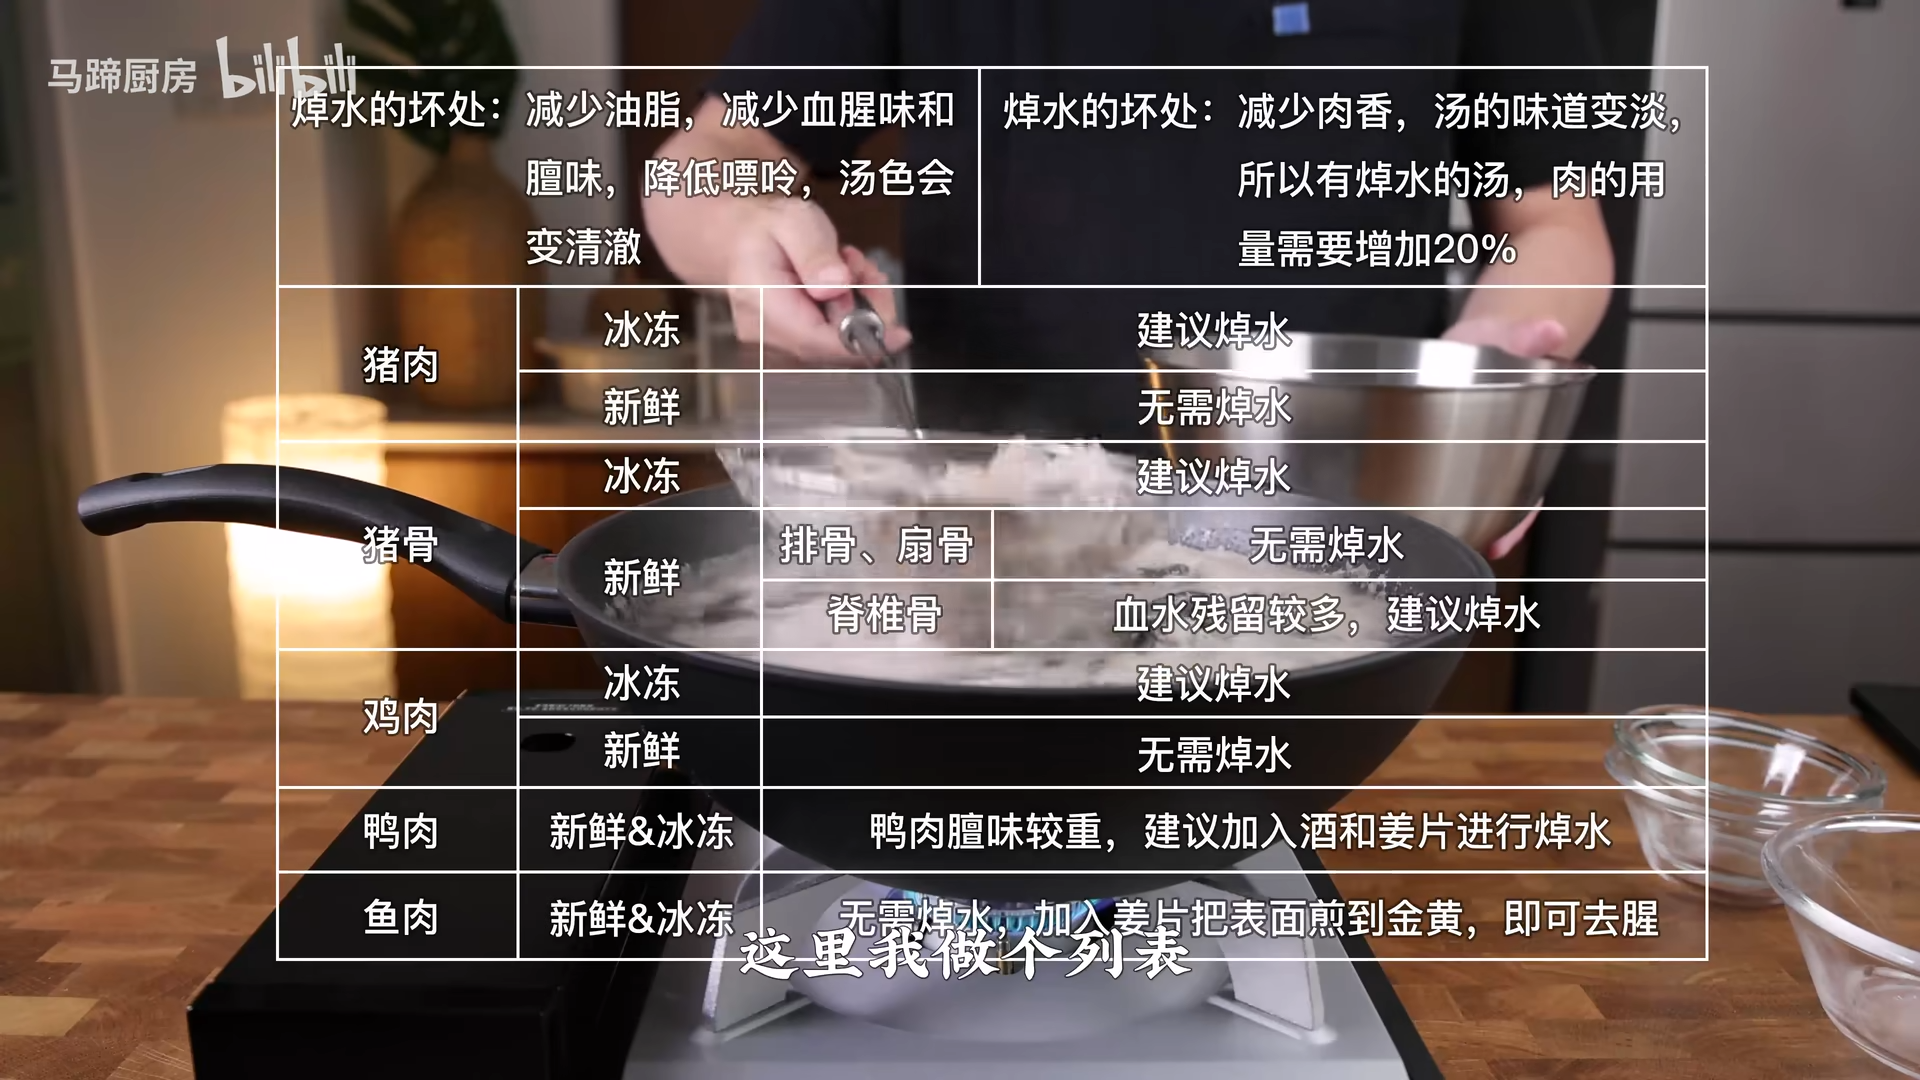 马蹄厨房 bilibili
焯水的坏处：减少油脂，减少血腥味和
膻味，降低嘌呤，汤色会
变清澈
焯水的坏处：减少肉香，汤的味道变淡，
所以有焯水的汤，肉的用
量需要增加20%
猪肉
冰冻
建议焯水
新鲜
无需焯水
猪骨
冰冻
建议焯水
新鲜
排骨、扇骨
无需焯水
脊椎骨
血水残留较多，建议焯水
鸡肉
冰冻
建议焯水
新鲜
无需焯水
鸭肉
新鲜&冰冻
鸭肉膻味较重，建议加入酒和姜片进行焯水
鱼肉
新鲜&冰冻
无需焯水，加入姜片把表面煎到金黄，即可去腥
这里我做个列表